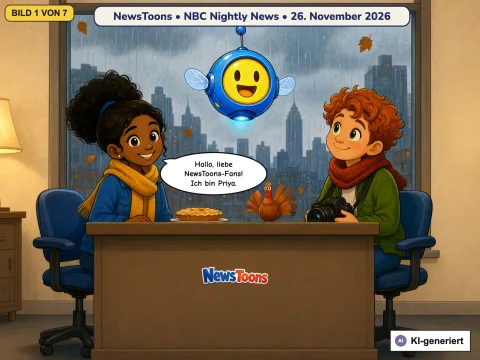 BILD 1 VON 7
NewsToons • NBC Nightly News • 26. November 2026
Hallo, liebe
NewsToons-Fans!
Ich bin Priya.
NewsToons
AI KI-generiert